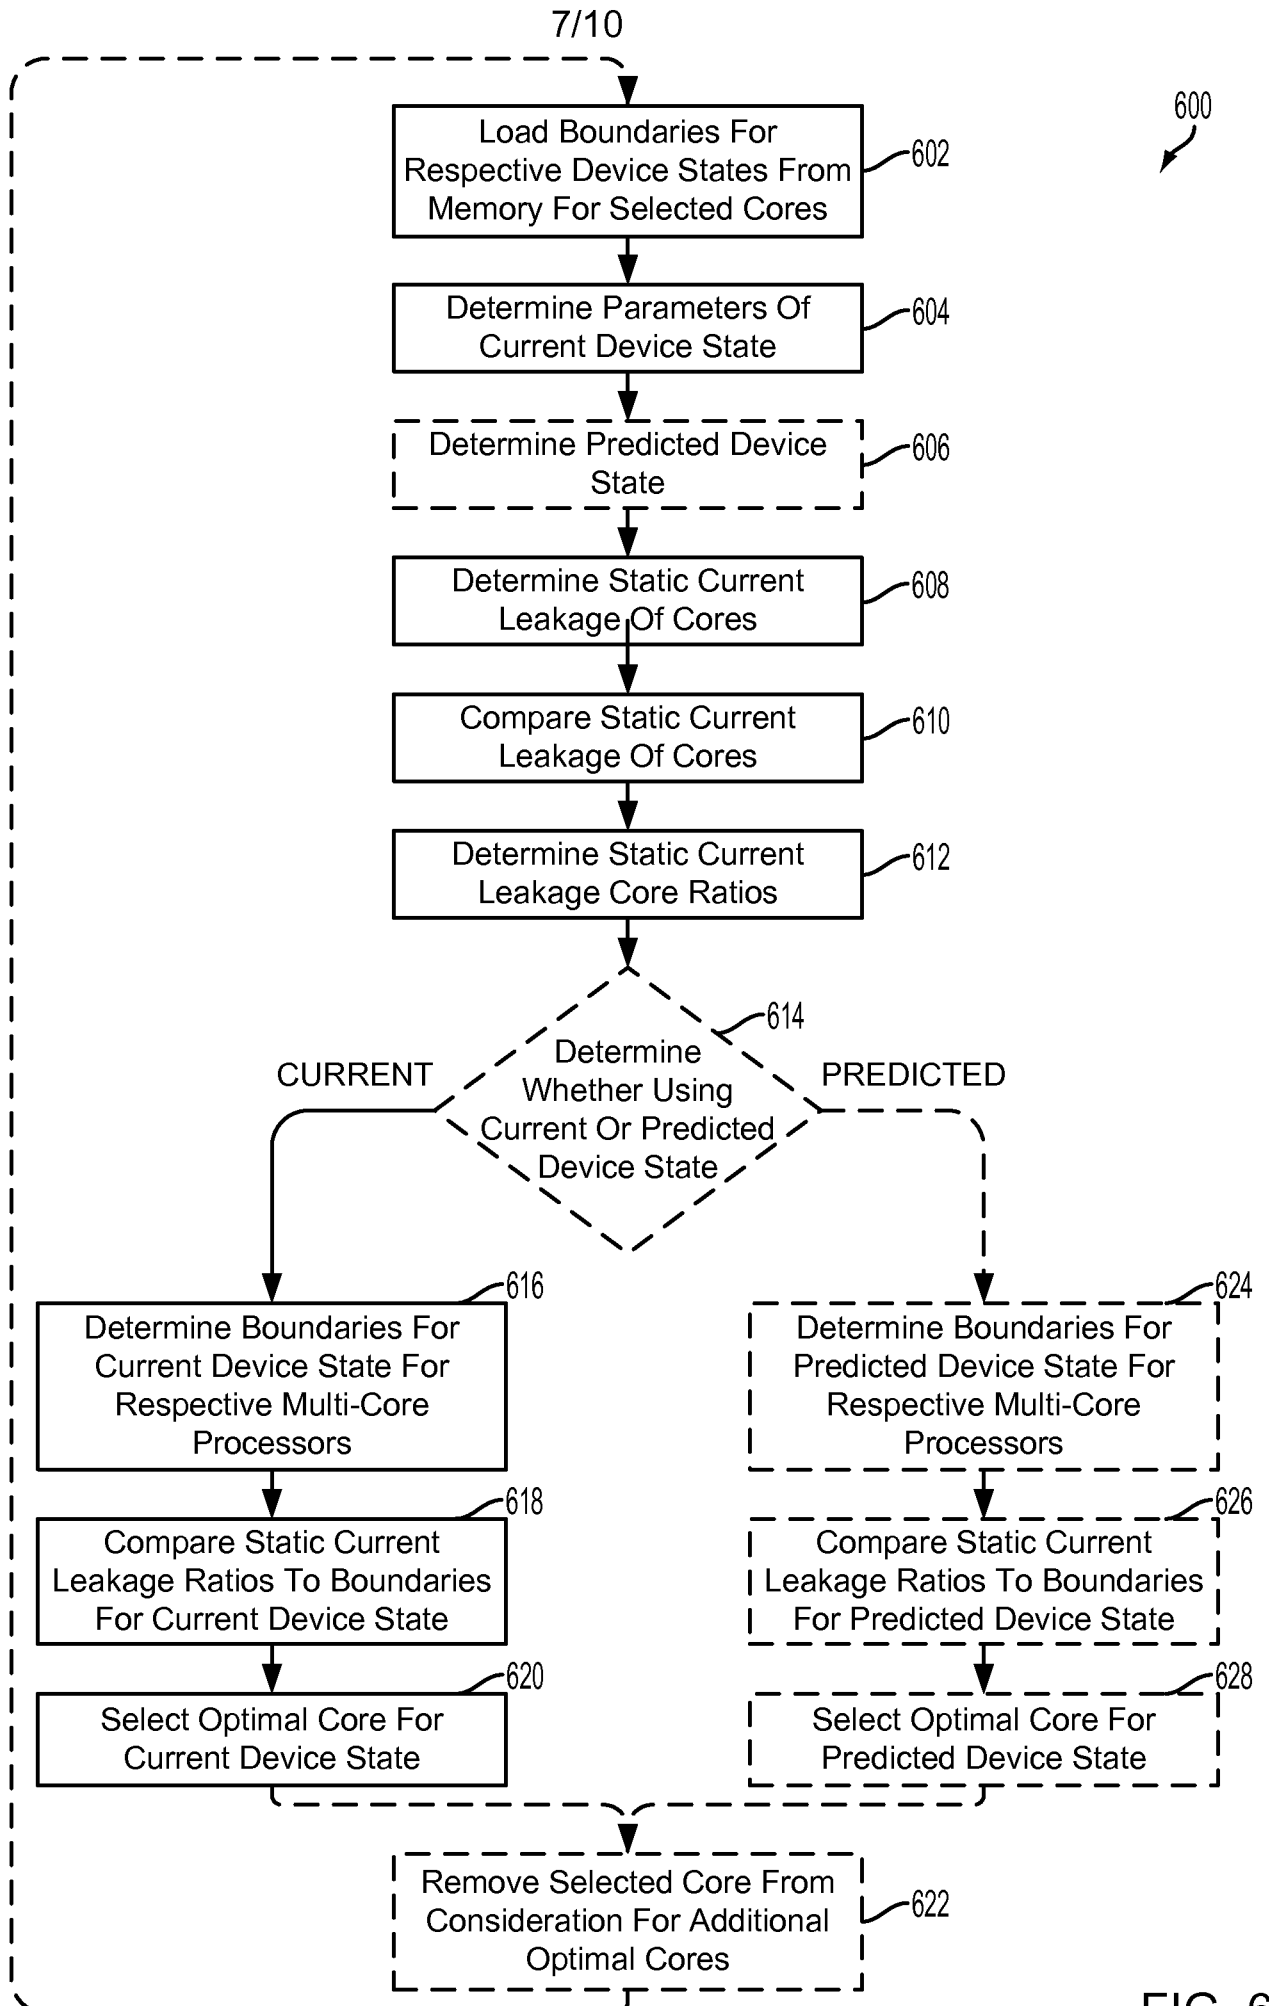 7/10
600
Load Boundaries For
Respective Device States From
Memory For Selected Cores
602
Determine Parameters Of
Current Device State
604
Determine Predicted Device
State
606
Determine Static Current
Leakage Of Cores
608
Compare Static Current
Leakage Of Cores
610
Determine Static Current
Leakage Core Ratios
612
614
Determine
Whether Using
Current Or Predicted
Device State
CURRENT
PREDICTED
616
Determine Boundaries For
Current Device State For
Respective Multi-Core
Processors
624
Determine Boundaries For
Predicted Device State For
Respective Multi-Core
Processors
618
Compare Static Current
Leakage Ratios To Boundaries
For Current Device State
626
Compare Static Current
Leakage Ratios To Boundaries
For Predicted Device State
620
Select Optimal Core For
Current Device State
628
Select Optimal Core For
Predicted Device State
Remove Selected Core From
Consideration For Additional
Optimal Cores
622
FIG. 6